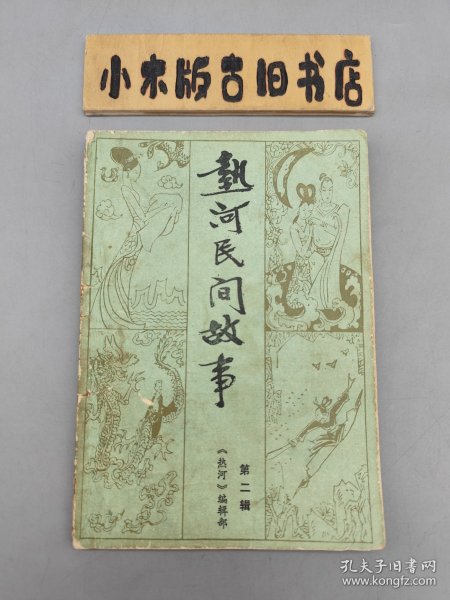 小末版古旧书店
热河民间故事
第二辑
《热河》编辑部
孔夫子旧书网
www.kongfz.com